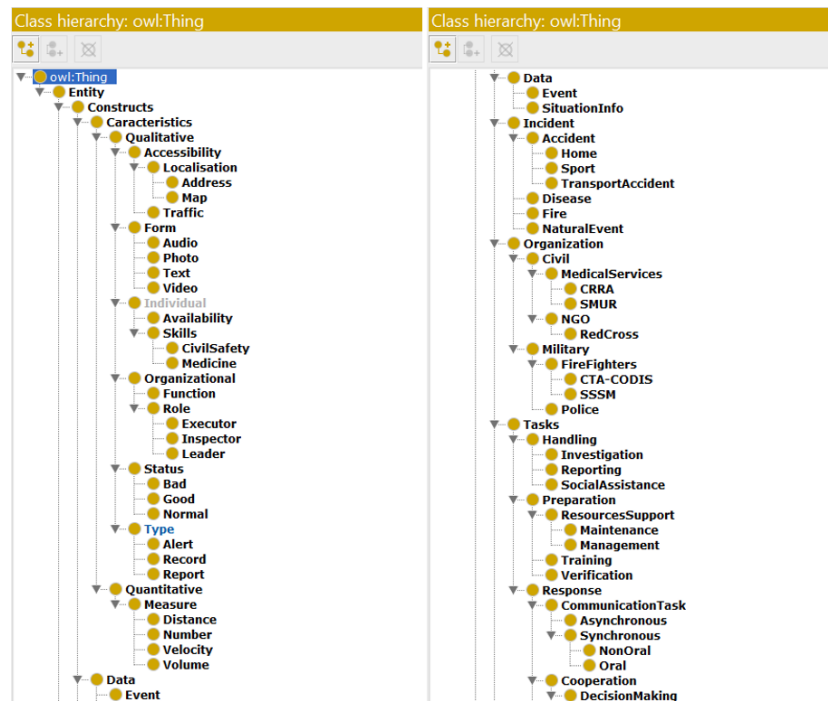 Class hierarchy: owl:Thing
owl:Thing
Entity
Constructs
Caracteristics
Qualitative
Accessibility
Localisation
Address
Map
Traffic
Form
Audio
Photo
Text
Video
Individual
Availability
Skills
CivilSafety
Medicine
Organizational
Function
Role
Executor
Inspector
Leader
Status
Bad
Good
Normal
Type
Alert
Record
Report
Quantitative
Measure
Distance
Number
Velocity
Volume
Data
Event
Class hierarchy: owl:Thing
Data
Event
SituationInfo
Incident
Accident
Home
Sport
TransportAccident
Disease
Fire
NaturalEvent
Organization
Civil
MedicalServices
CRRA
SMUR
NGO
RedCross
Military
FireFighters
CTA-CODIS
SSSM
Police
Tasks
Handling
Investigation
Reporting
SocialAssistance
Preparation
ResourcesSupport
Maintenance
Management
Training
Verification
Response
CommunicationTask
Asynchronous
Synchronous
NonOral
Oral
Cooperation
DecisionMaking